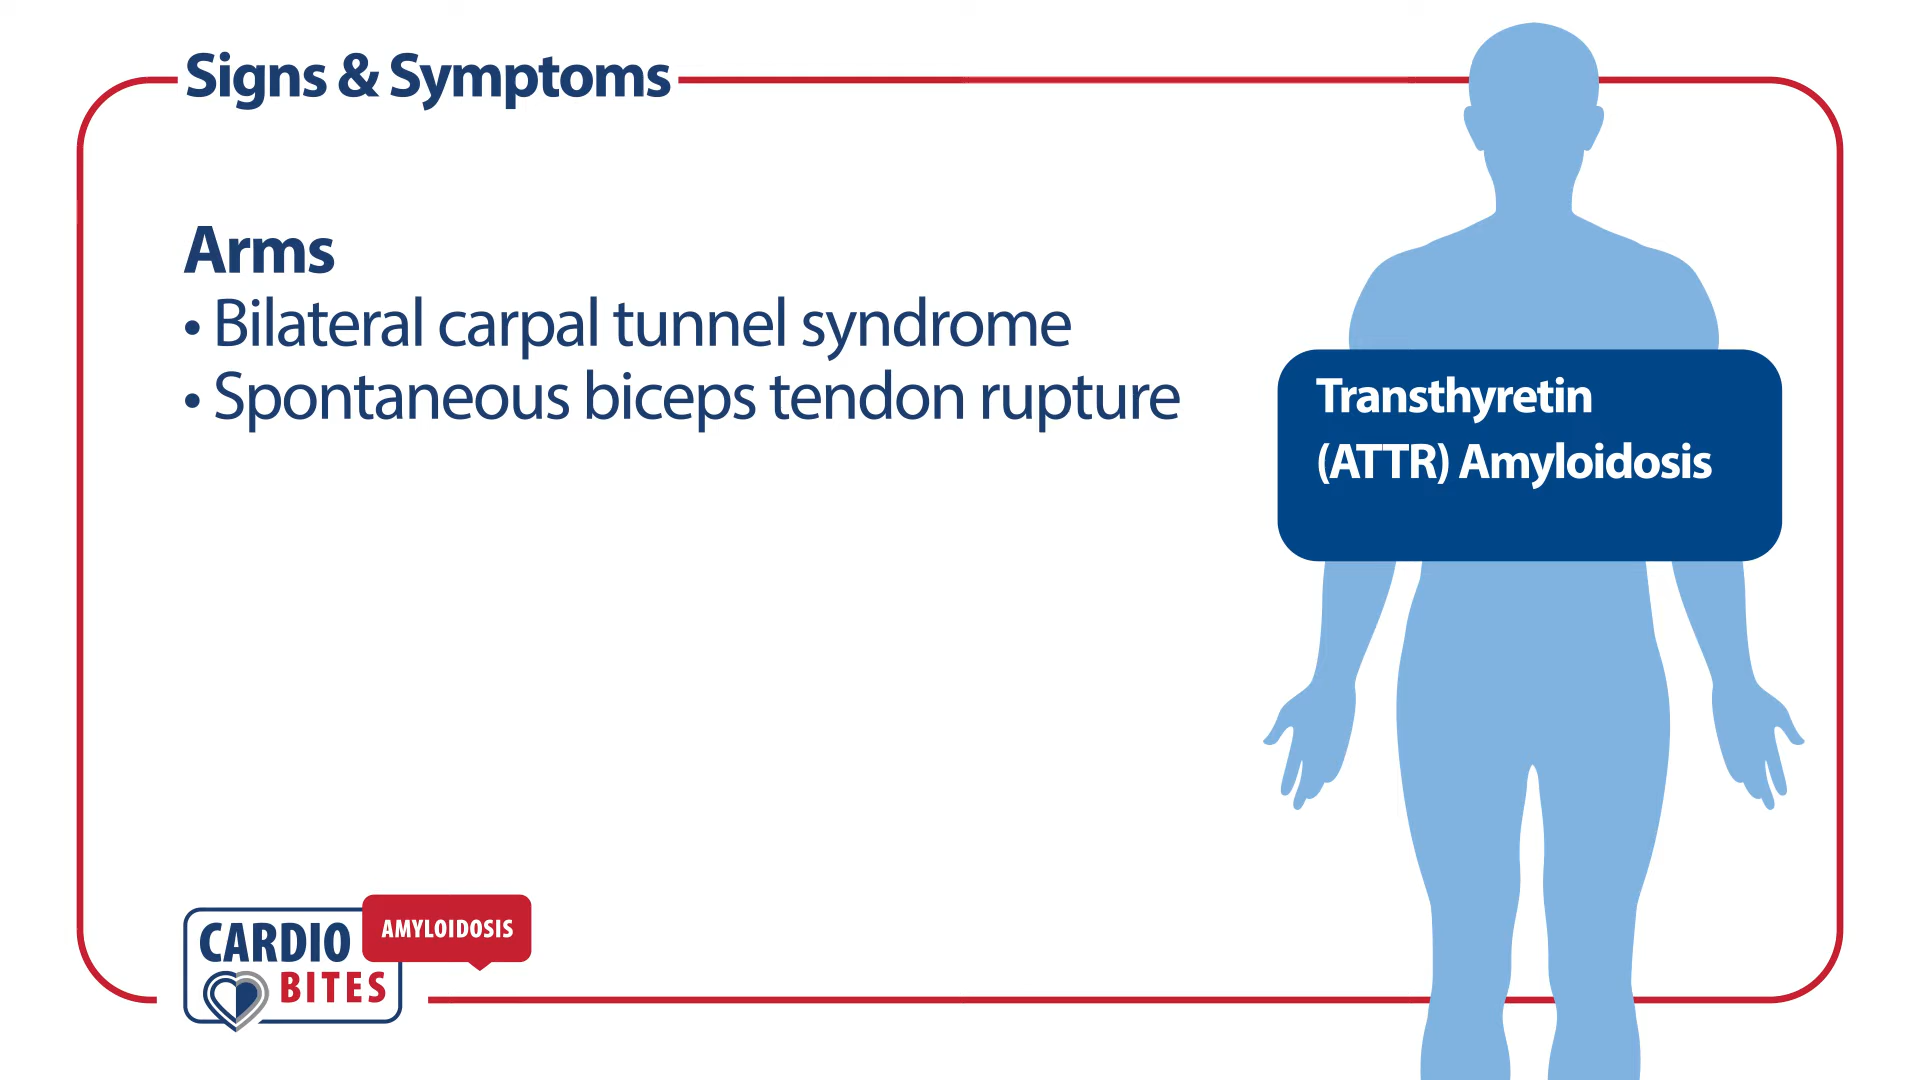 Signs & Symptoms
Arms
• Bilateral carpal tunnel syndrome
• Spontaneous biceps tendon rupture
Transthyretin
(ATTR) Amyloidosis
CARDIO
BITES
AMYLOIDOSIS